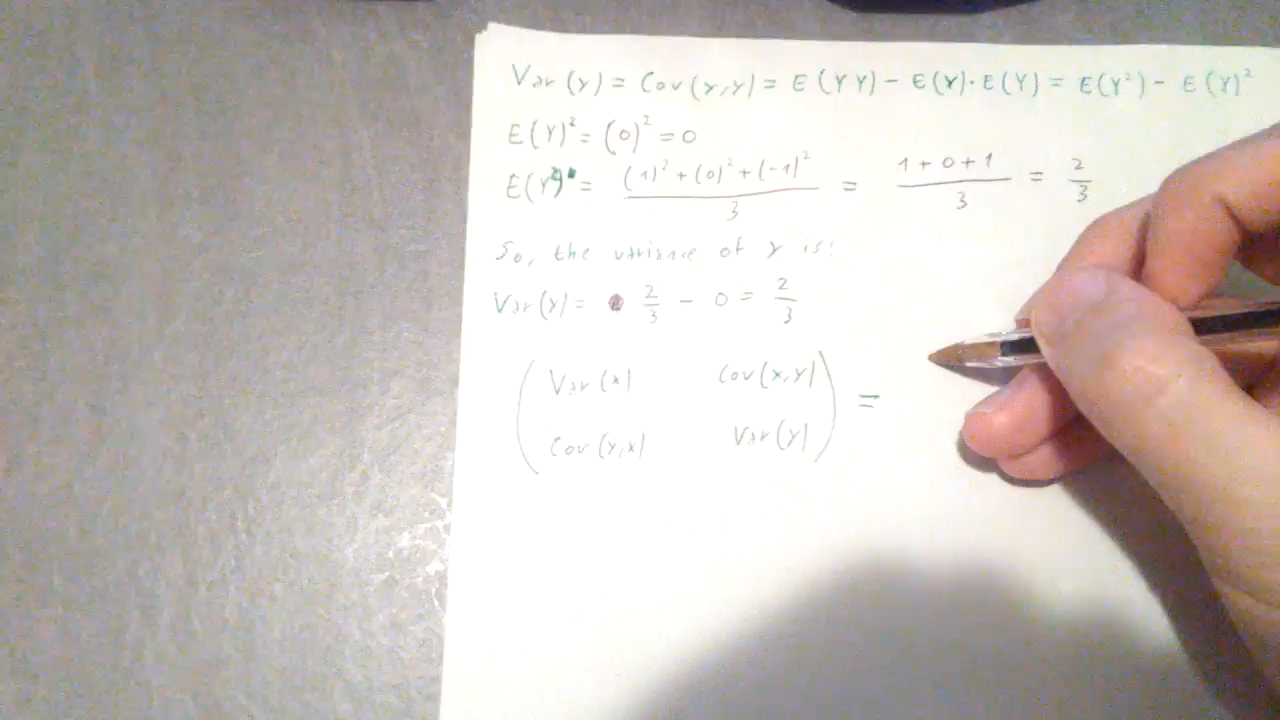 Var(Y) = Cov(Y,Y) = E(YY) - E(Y)·E(Y) = E(Y²) - E(Y)²
E(Y)² = (0)² = 0
E(Y²) = (1)² + (0)² + (-1)² / 3 = 1 + 0 + 1 / 3 = 2/3
So, the variance of Y is:
Var(Y) = 2/3 - 0 = 2/3
( Var(X) Cov(X,Y) ) =
( Cov(Y,X) Var(Y) )